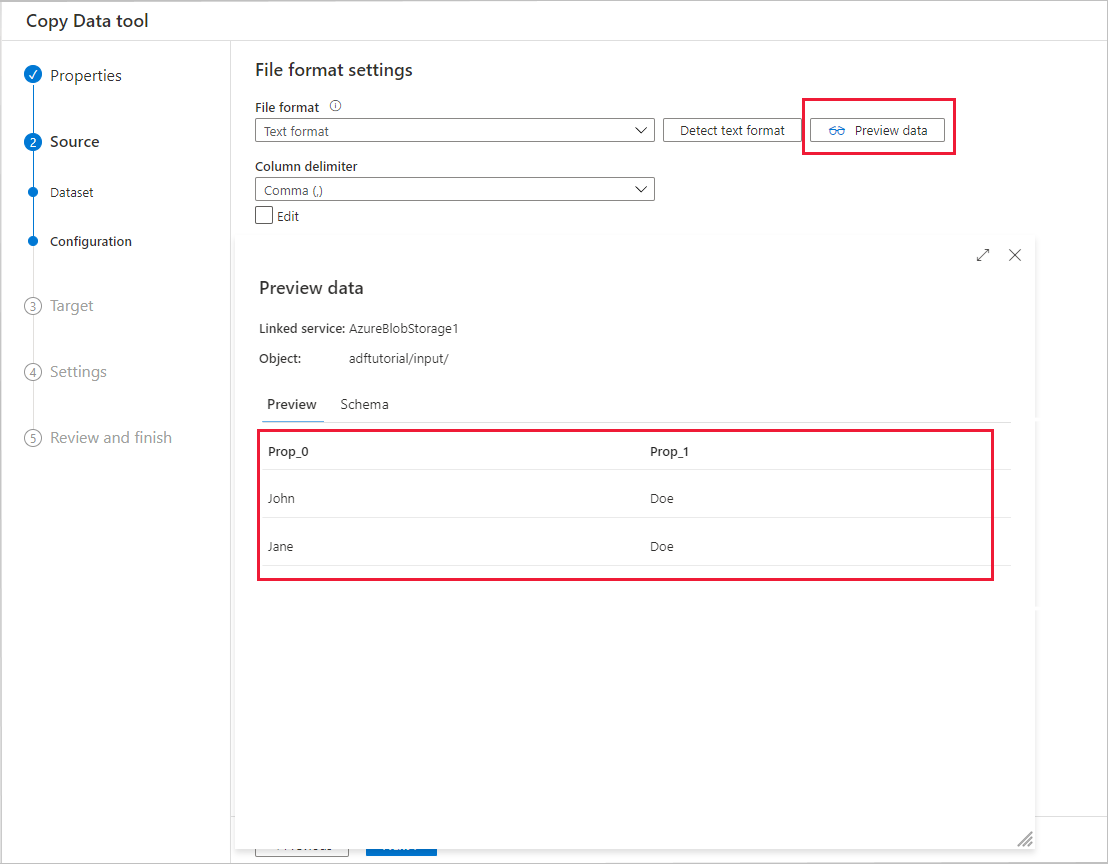 Copy Data tool
Properties
2 Source
Dataset
Configuration
3 Target
4 Settings
5 Review and finish
File format settings
File format
Text format
Detect text format
Preview data
Column delimiter
Comma (,)
Edit
Preview data
Linked service: AzureBlobStorage1
Object: adftutorial/input/
Preview Schema
Prop_0 Prop_1
John Doe
Jane Doe